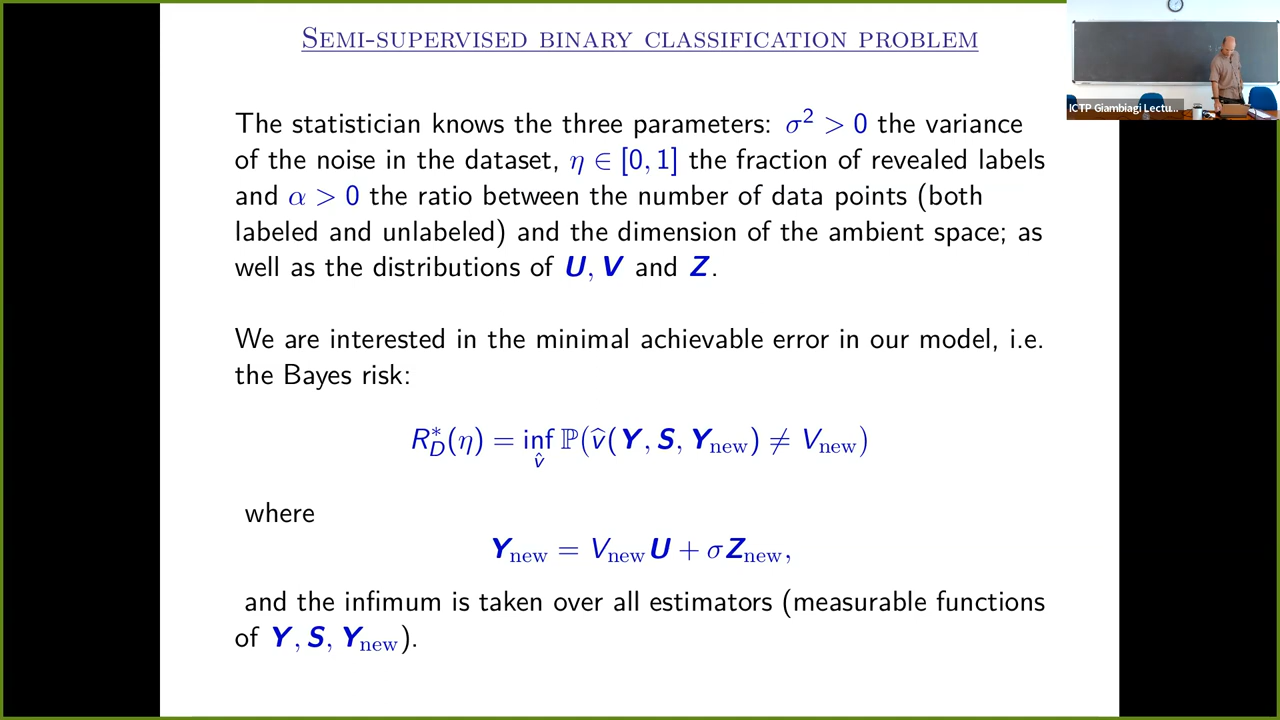 SEMI-SUPERVISED BINARY CLASSIFICATION PROBLEM
ICTP Giambiagi Lectu...
The statistician knows the three parameters: σ² > 0 the variance
of the noise in the dataset, η ∈ [0, 1] the fraction of revealed labels
and α > 0 the ratio between the number of data points (both
labeled and unlabeled) and the dimension of the ambient space; as
well as the distributions of U, V and Z.
We are interested in the minimal achievable error in our model, i.e.
the Bayes risk:
R*_D(η) = inf_v̂ ℙ(v̂(Y, S, Y_new) ≠ V_new)
where
Y_new = V_new U + σZ_new,
and the infimum is taken over all estimators (measurable functions
of Y, S, Y_new).